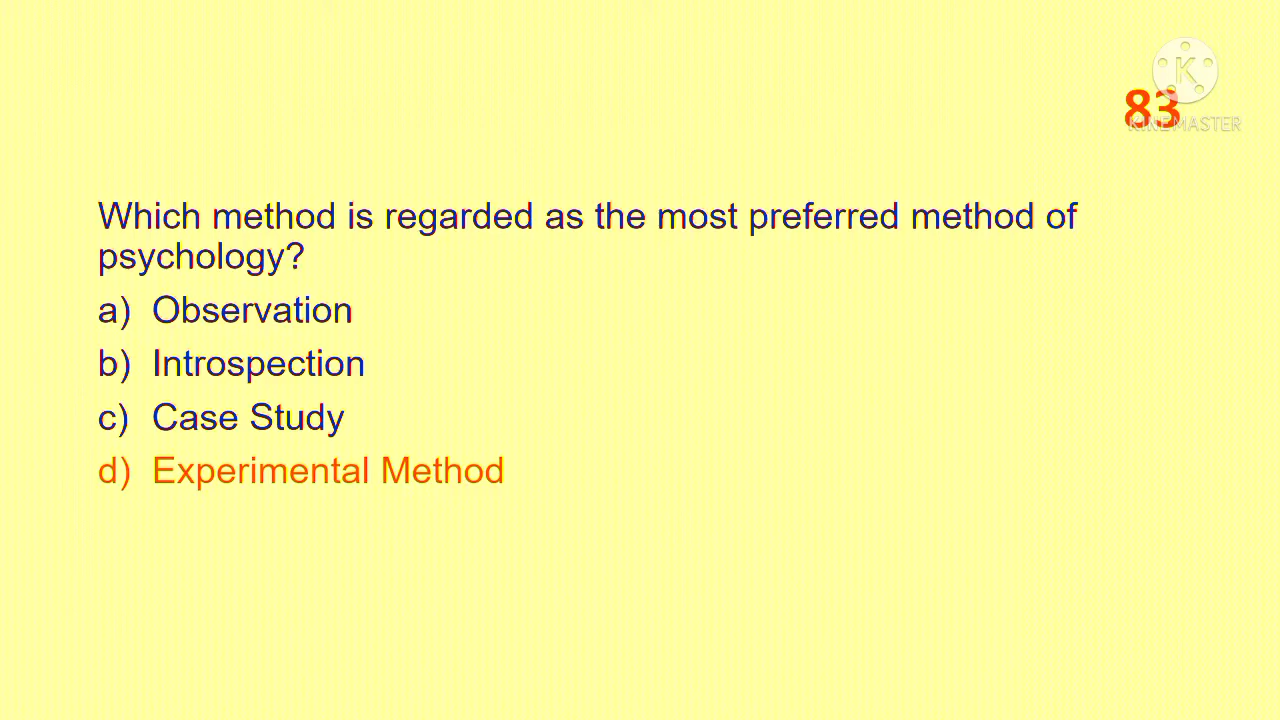 83
K
KINEMASTER
Which method is regarded as the most preferred method of
psychology?
a) Observation
b) Introspection
c) Case Study
d) Experimental Method